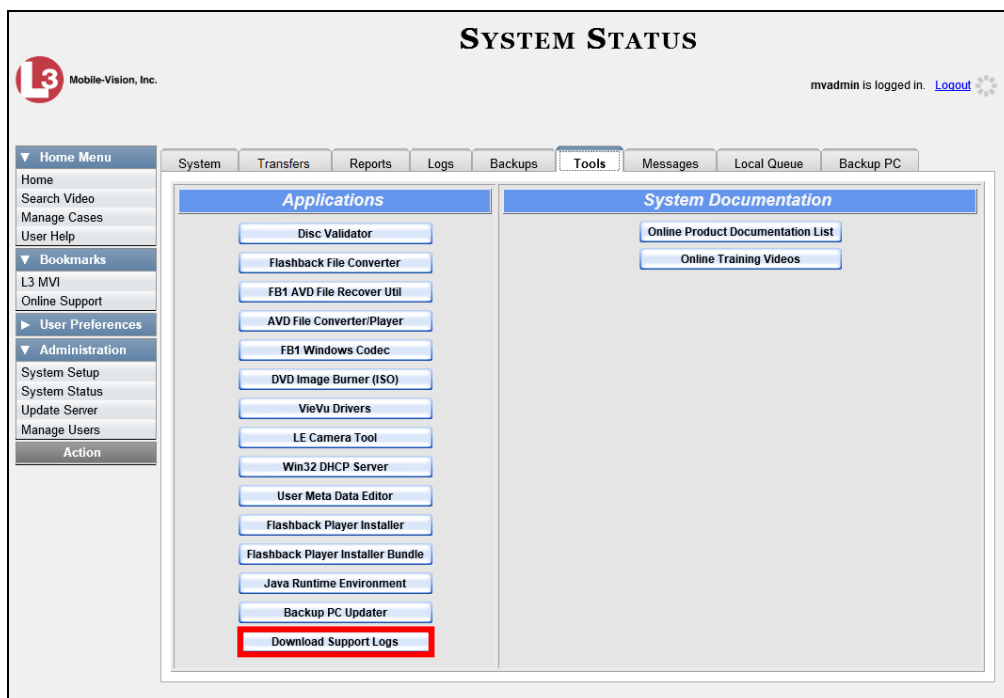 SYSTEM STATUS
L3 Mobile-Vision, Inc.
mvadmin is logged in. Logout
▼ Home Menu
Home
Search Video
Manage Cases
User Help
▼ Bookmarks
L3 MVI
Online Support
► User Preferences
▼ Administration
System Setup
System Status
Update Server
Manage Users
Action
System Transfers Reports Logs Backups Tools Messages Local Queue Backup PC
Applications
Disc Validator
Flashback File Converter
FB1 AVD File Recover Util
AVD File Converter/Player
FB1 Windows Codec
DVD Image Burner (ISO)
VieVu Drivers
LE Camera Tool
Win32 DHCP Server
User Meta Data Editor
Flashback Player Installer
Flashback Player Installer Bundle
Java Runtime Environment
Backup PC Updater
Download Support Logs
System Documentation
Online Product Documentation List
Online Training Videos